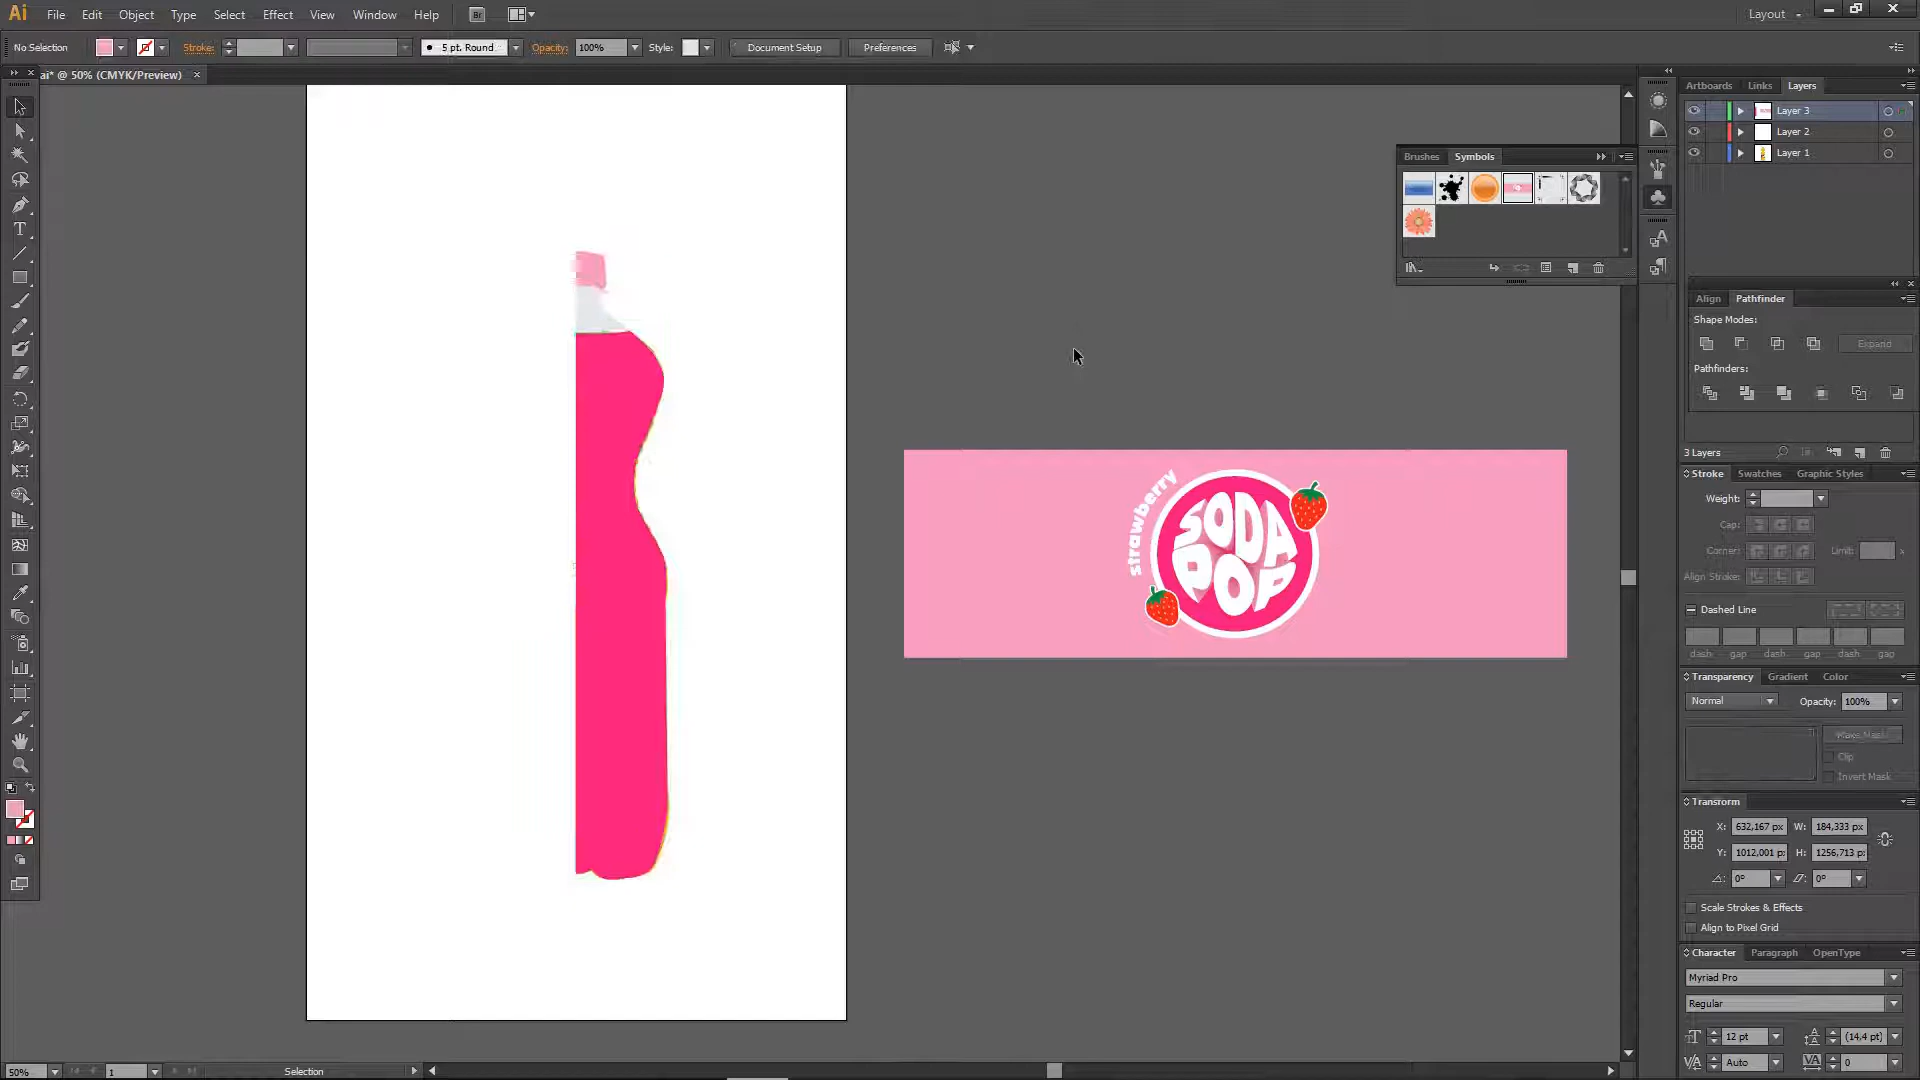 Ai File Edit Object Type Select Effect View Window Help Br Layout
No Selection Stroke: 5 pt. Round Opacity: 100% Style: Document Setup Preferences
ai* @ 50% (CMYK/Preview)
Artboards Links Layers
Layer 3
Layer 2
Layer 1
3 Layers
Brushes Symbols
Align Pathfinder
Shape Modes:
Expand
Pathfinders:
Stroke Swatches Graphic Styles
Weight:
Cap:
Corner: Limit: x
Align Stroke:
Dashed Line
dash gap dash gap dash gap
Transparency Gradient Color
Normal Opacity: 100%
Make Mask
Clip
Invert Mask
Transform
X: 632,167 px W: 184,333 px
Y: 1012,001 p: H: 1256,713 p:
0° 0°
Scale Strokes & Effects
Align to Pixel Grid
Character Paragraph OpenType
Myriad Pro
Regular
12 pt (14,4 pt)
Auto 0
strawberry
SODA
POP
50% 1 Selection